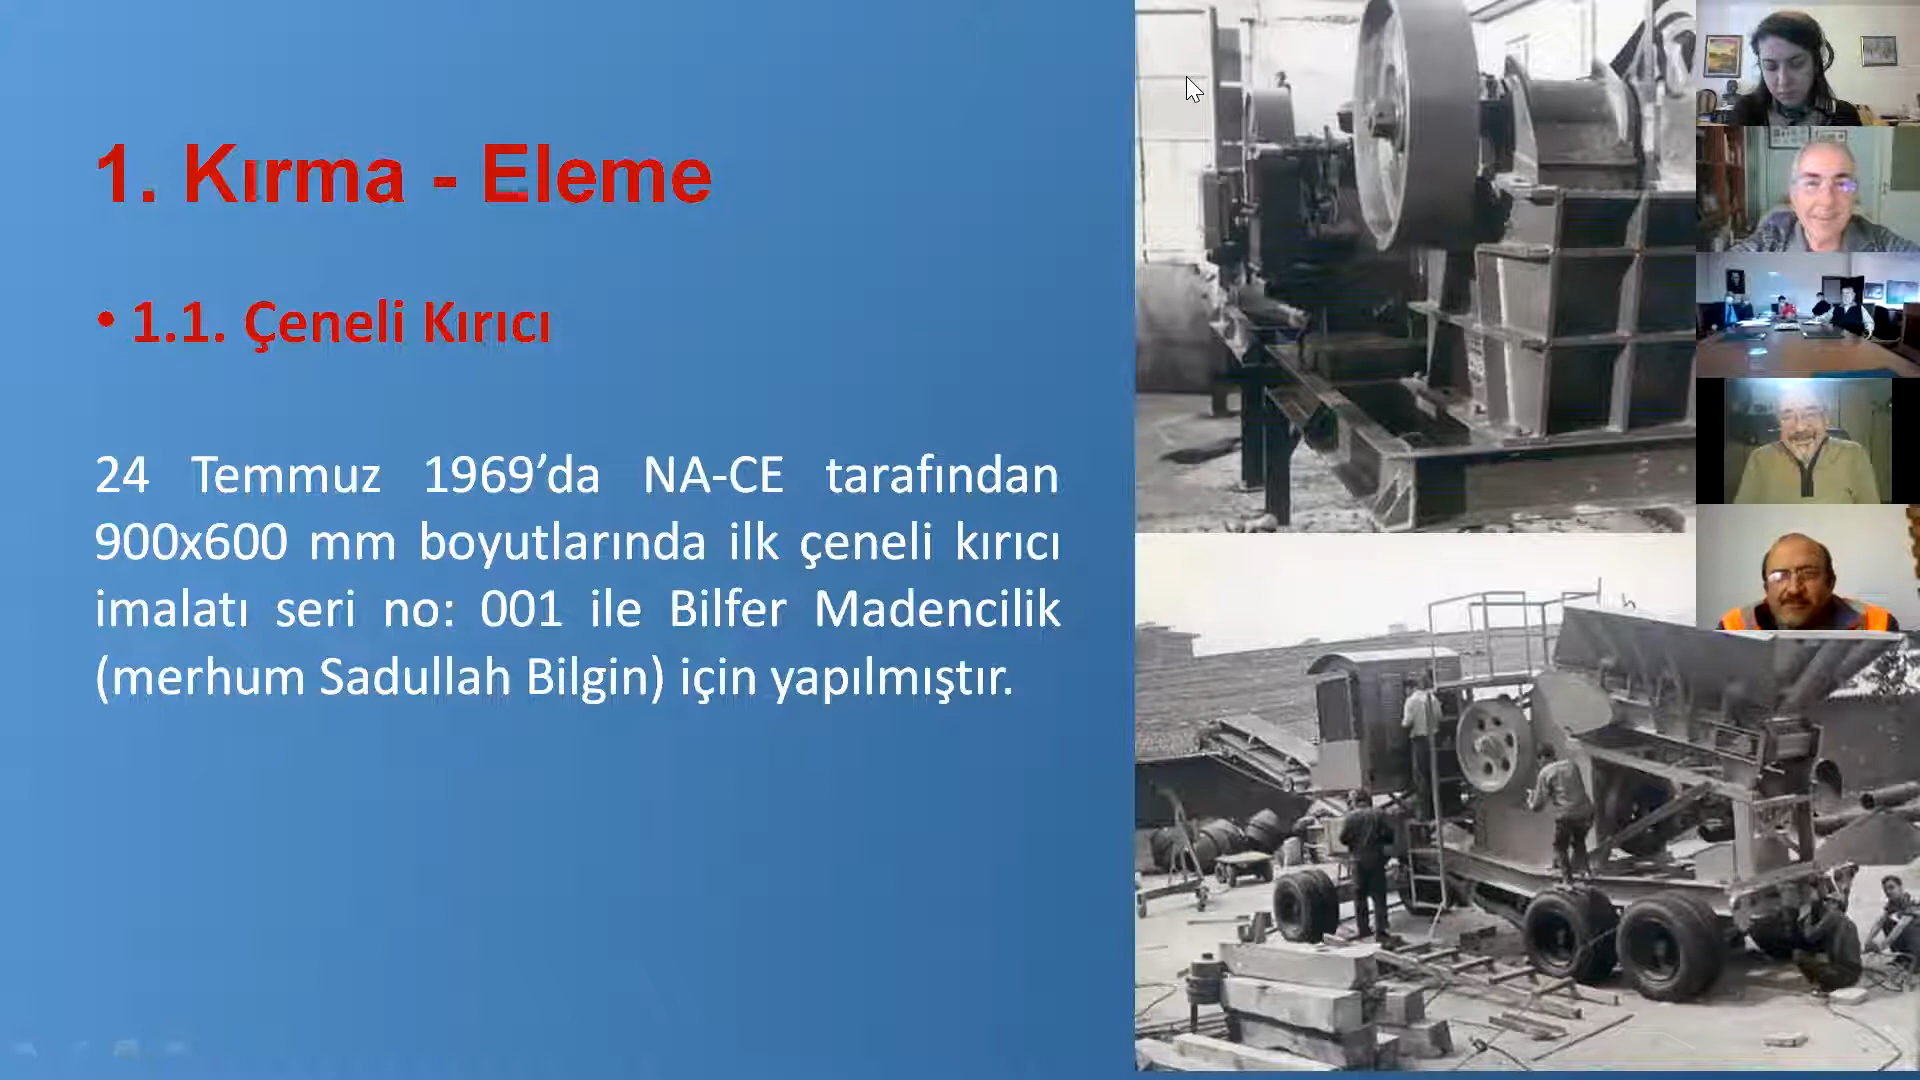 1. Kırma - Eleme
• 1.1. Çeneli Kırıcı
24 Temmuz 1969’da NA-CE tarafından
900x600 mm boyutlarında ilk çeneli kırıcı
imalatı seri no: 001 ile Bilfer Madencilik
(merhum Sadullah Bilgin) için yapılmıştır.